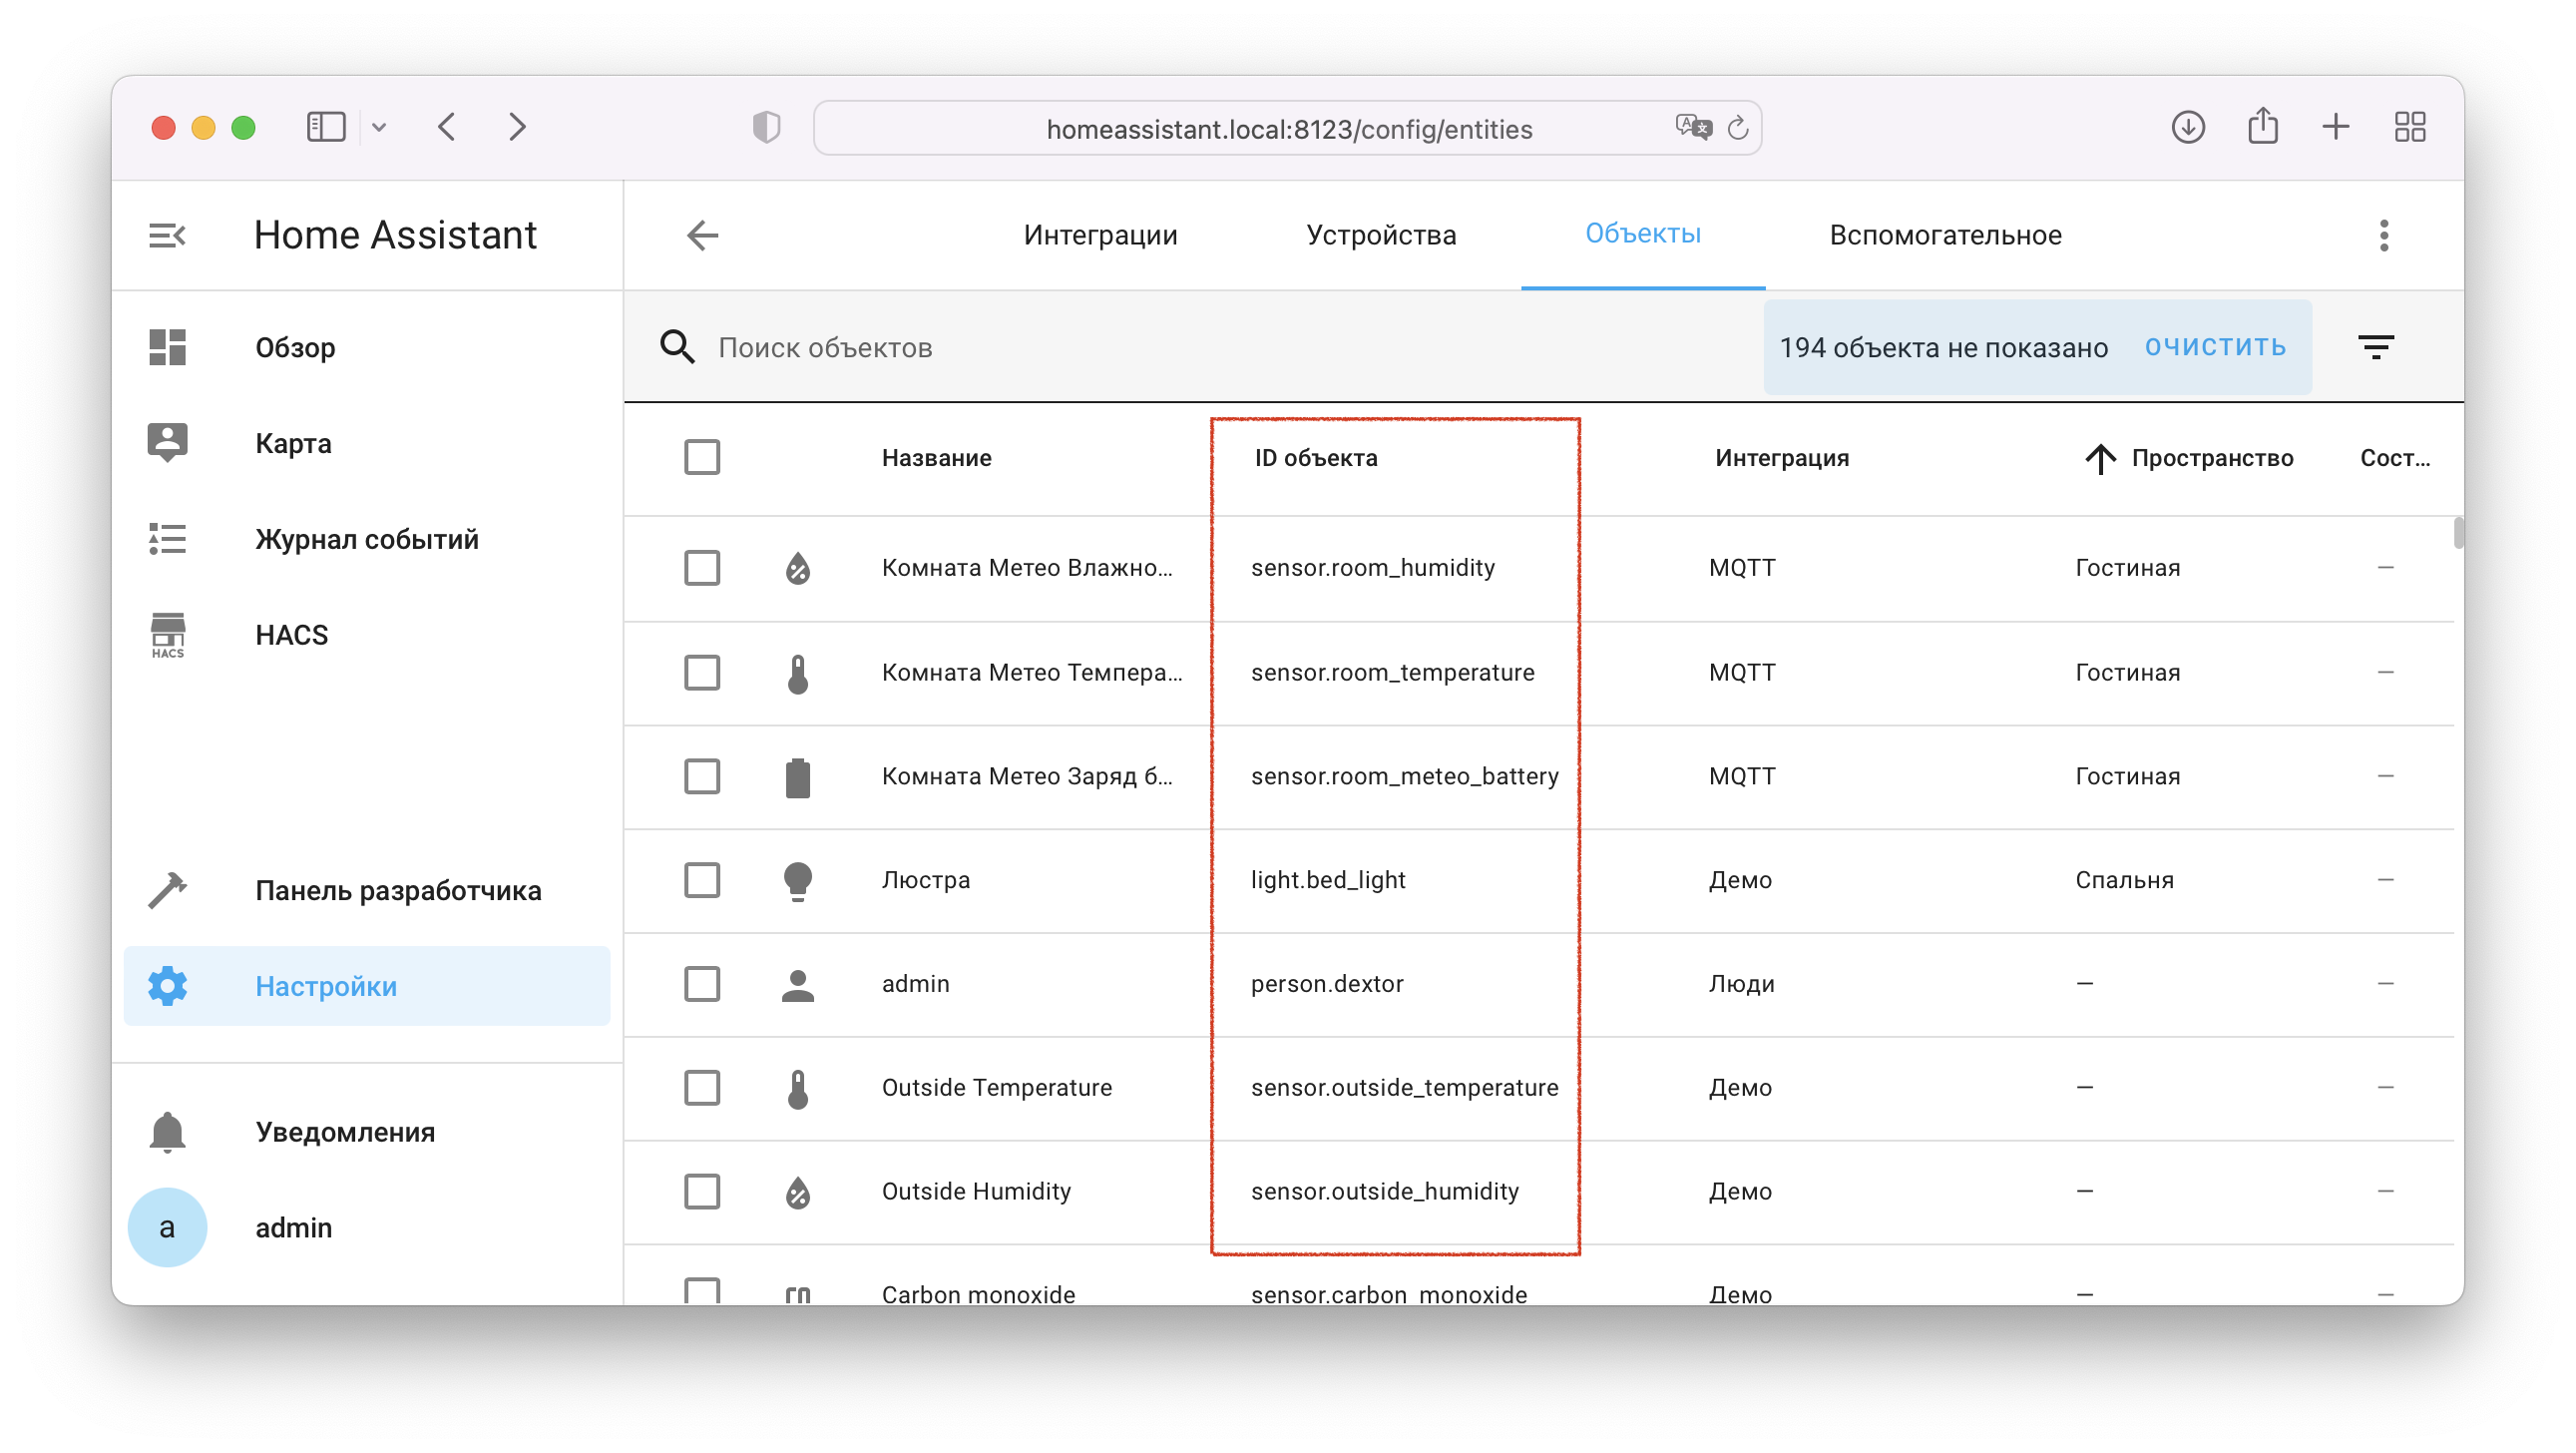 homeassistant.local:8123/config/entities
Home Assistant
Интеграции
Устройства
Объекты
Вспомогательное
Обзор
Карта
Журнал событий
HACS
HACS
Панель разработчика
Настройки
Уведомления
a
admin
Поиск объектов
194 объекта не показано ОЧИСТИТЬ
Название ID объекта Интеграция Пространство Сост...
Комната Метео Влажно... sensor.room_humidity MQTT Гостиная —
Комната Метео Темпера... sensor.room_temperature MQTT Гостиная —
Комната Метео Заряд б... sensor.room_meteo_battery MQTT Гостиная —
Люстра light.bed_light Демо Спальня —
admin person.dextor Люди — —
Outside Temperature sensor.outside_temperature Демо — —
Outside Humidity sensor.outside_humidity Демо — —
Carbon monoxide sensor.carbon_monoxide Демо — —